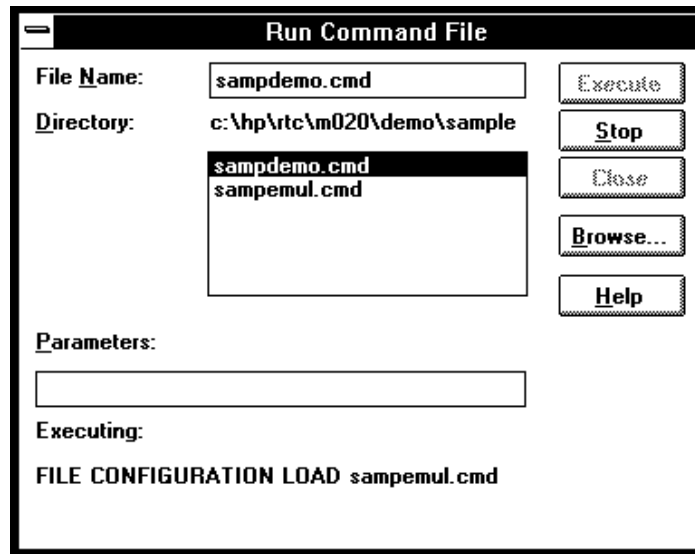 Run Command File
File Name:
sampdemo.cmd
Execute
Directory:
c:\hp\rtc\m020\demo\sample
Stop
sampdemo.cmd
sampemul.cmd
Close
Browse...
Help
Parameters:
Executing:
FILE CONFIGURATION LOAD sampemul.cmd